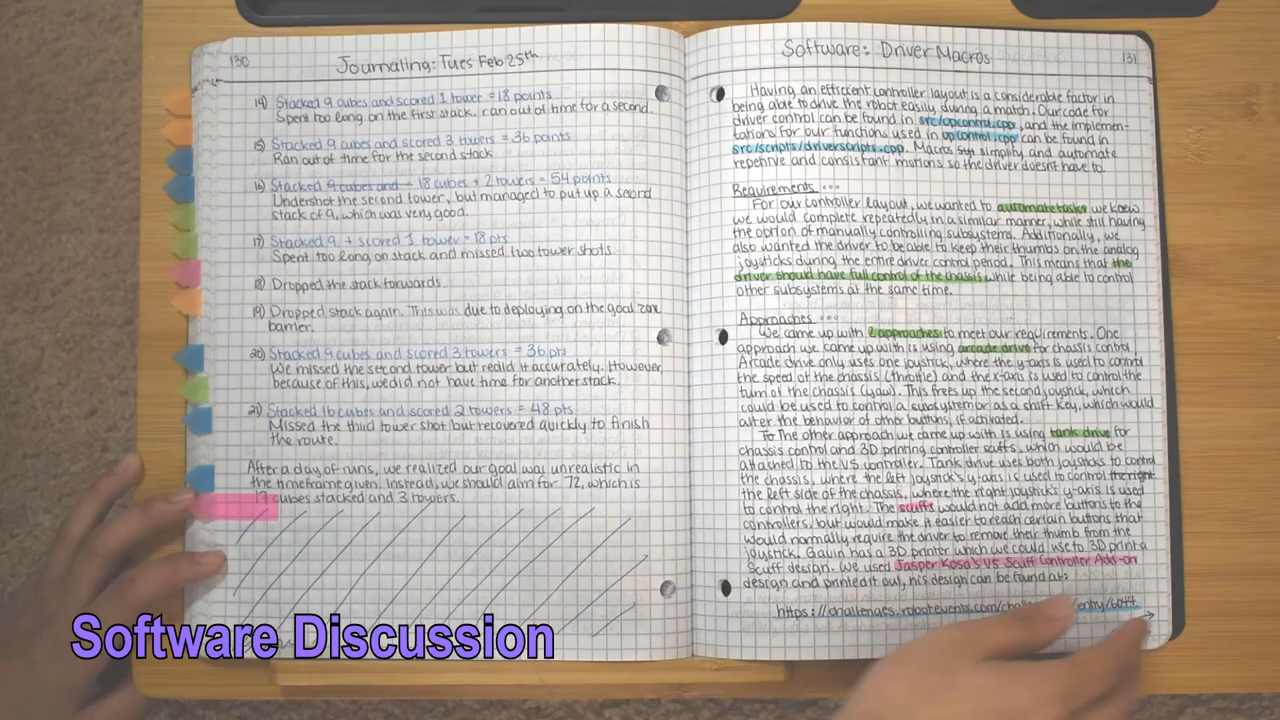 130
Journaling: Tues Feb 25th
14) Stacked 9 cubes and scored 1 tower = 18 points
Spent too long on the first stack. ran out of time for a second.
15) Stacked 9 cubes and scored 3 towers = 36 points
Ran out of time for the second stack
16) Stacked 9 cubes and - 18 cubes + 2 towers = 54 points
Undershot the second tower, but managed to put up a second
stack of 9, which was very good.
17) Stacked 9 + scored 1 tower = 18 pts
Spent too long on stack and missed two tower shots.
18) Dropped the stack forwards
19) Dropped stack again. This was due to deploying on the goal zone
barrier.
20) Stacked 9 cubes and scored 3 towers = 36 pts
We missed the second tower but realid it accurately. However,
because of this, we did not have time for another stack.
21) Stacked 16 cubes and scored 2 towers = 48 pts
Missed the third tower shot but recovered quickly to finish
the route.
After a day of runs, we realized our goal was unrealistic in
the timeframe given. Instead, we should aim for 72, which is
cubes stacked and 3 towers.
Software: Driver Macros
131
Having an efficient controller layout is a considerable factor in
being able to drive the robot easily during a match. Our code for
driver control can be found in src/opcontrol.cpp, and the implemen-
tations for our functions used in opcontrol.cpp can be found in
src/scripts/driverscripts.cpp. Macros simplify and automate
repetive and consistant motions so the driver doesn't have to.
Requirements
For our controller layout, we wanted to automate tasks we knew
we would complete repeatedly in a similar manner, while still having
the option of manually controlling subsystems. Additionally, we
also wanted the driver to be able to keep their thumbs on the analog
joysticks during the entire driver control period. This means that the
driver should have full control of the chassis, while being able to control
other subsystems at the same time.
Approaches
We came up with 2 approaches to meet our requirements. One
approach we came up with is using arcade drive for chassis control.
Arcade drive only uses one joystick, where the y-axis is used to control
the speed of the chassis (throttle) and the x-axis is used to control the
turn of the chassis (yaw). This frees up the second joystick, which
could be used to control a subsystem or as a shift key, which would
alter the behavior of other buttons, if activated.
The other approach we came up with is using tank drive for
chassis control and 3D printing controller scuffs, which would be
attached to the V5 controller. Tank drive uses both joysticks to control
the chassis, where the left joystick's y-axis is used to control the right
the left side of the chassis, where the right joystick's y-axis is used
to control the right. The scuffs would not add more buttons to the
controllers, but would make it easier to reach certain buttons that
would normally require the driver to remove their thumb from the
joystick. Gavin has a 3D printer which we could use to 3D print a
Scuff design. We used Jasper Kosa's V5 Scuff Controller Add-on
design and printed it out, his design can be found at:
https://challenges.robotevents.com/ /entry/6044
Software Discussion